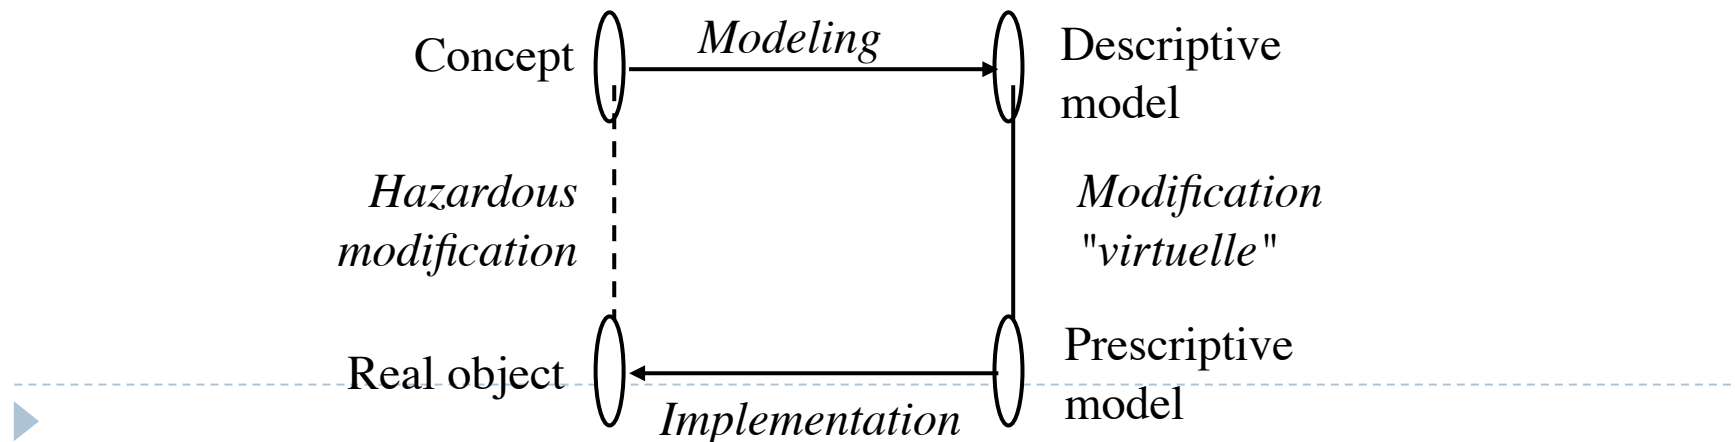 Concept
Modeling
Descriptive
model
Hazardous
modification
Modification
"virtuelle"
Real object
Implementation
Prescriptive
model